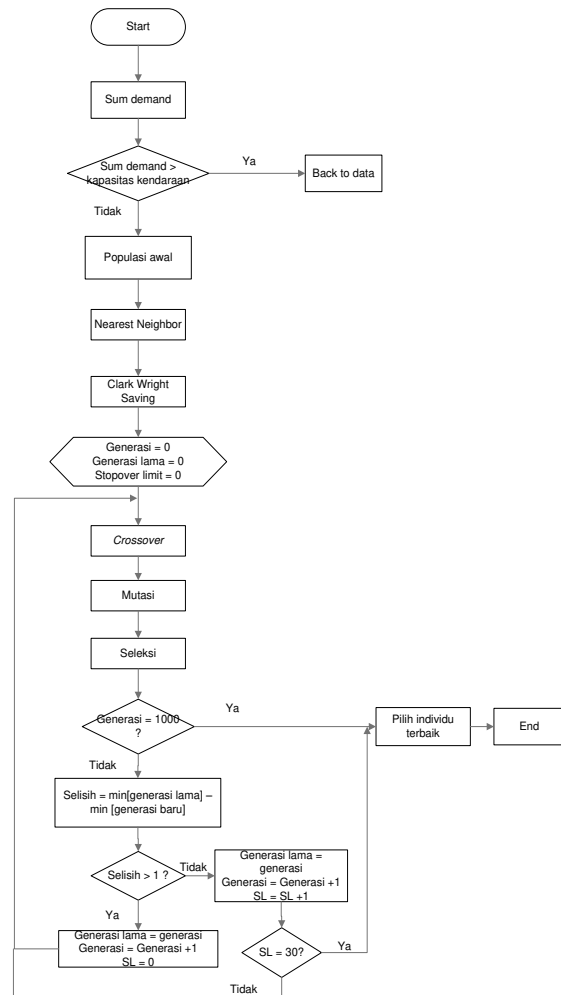 Start
Sum demand
Sum demand >
kapasitas kendaraan
Ya
Back to data
Tidak
Populasi awal
Nearest Neighbor
Clark Wright
Saving
Generasi = 0
Generasi lama = 0
Stopover limit = 0
Crossover
Mutasi
Seleksi
Generasi = 1000
?
Ya
Pilih individu
terbaik
End
Tidak
Selisih = min[generasi lama] –
min [generasi baru]
Selisih > 1 ?
Tidak
Generasi lama =
generasi
Generasi = Generasi +1
SL = SL +1
Ya
Generasi lama = generasi
Generasi = Generasi +1
SL = 0
SL = 30?
Ya
Tidak